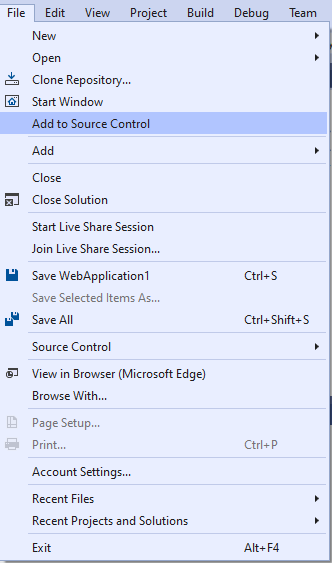 File Edit View Project Build Debug Team
New
Open
Clone Repository...
Start Window
Add to Source Control
Add
Close
Close Solution
Start Live Share Session
Join Live Share Session...
Save WebApplication1 Ctrl+S
Save Selected Items As...
Save All Ctrl+Shift+S
Source Control
View in Browser (Microsoft Edge)
Browse With...
Page Setup...
Print... Ctrl+P
Account Settings...
Recent Files
Recent Projects and Solutions
Exit Alt+F4